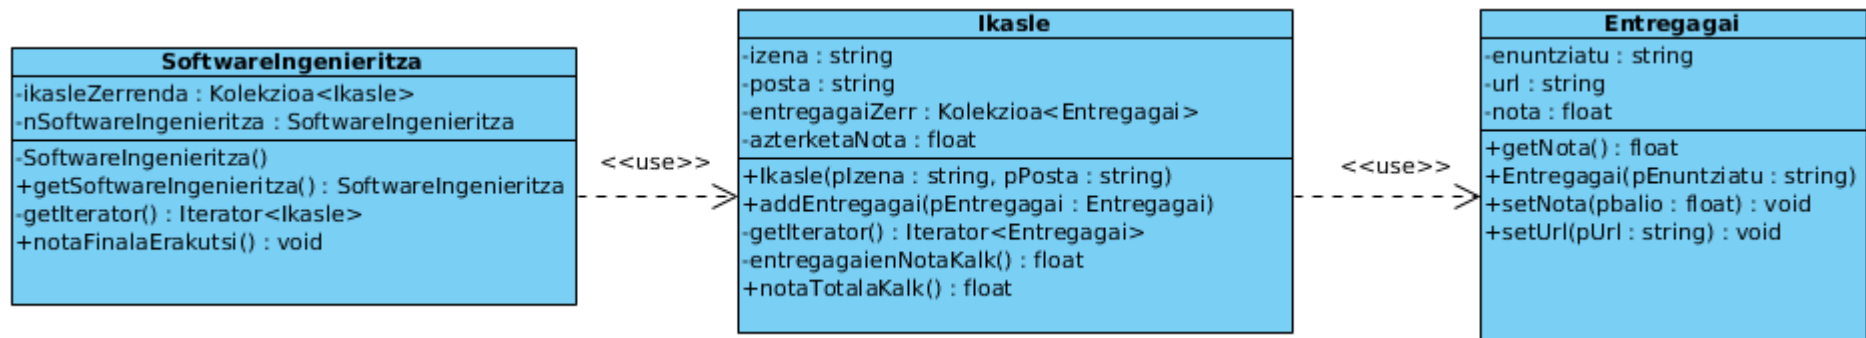 SoftwareIngenieritza
-ikasleZerrenda : Kolekzioa<Ikasle>
-nSoftwareIngenieritza : SoftwareIngenieritza
-SoftwareIngenieritza()
+getSoftwareIngenieritza() : SoftwareIngenieritza
-getIterator() : Iterator<Ikasle>
+notaFinalaErakutsi() : void
<<use>>
Ikasle
-izena : string
-posta : string
-entregagaiZerr : Kolekzioa<Entregagai>
-azterketaNota : float
+Ikasle(pIzena : string, pPosta : string)
+addEntregagai(pEntregagai : Entregagai)
-getIterator() : Iterator<Entregagai>
-entregagaienNotaKalk() : float
+notaTotalaKalk() : float
<<use>>
Entregagai
-enuntziatu : string
-url : string
-nota : float
+getNota() : float
+Entregagai(pEnuntziatu : string)
+setNota(pbalio : float) : void
+setUrl(pUrl : string) : void